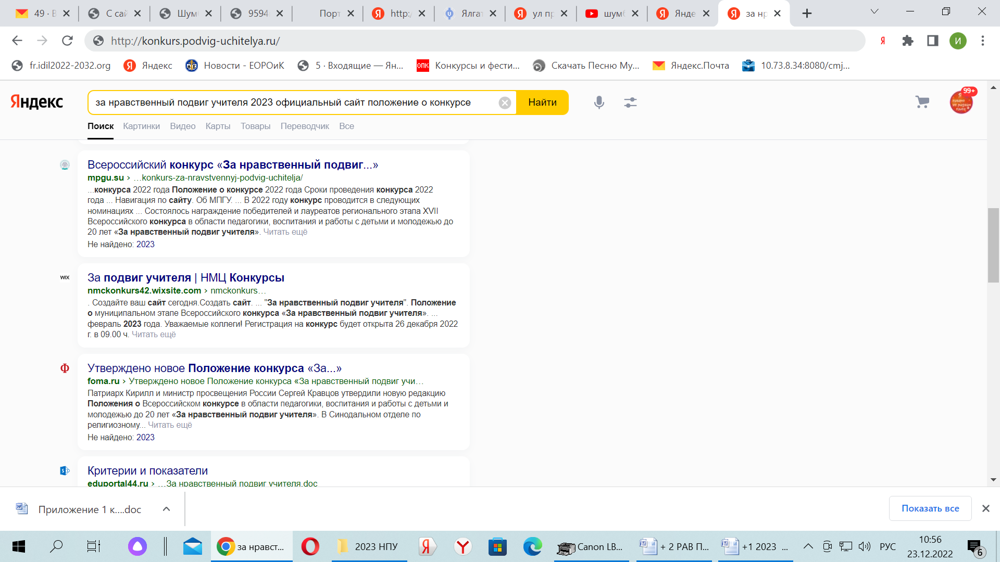 49 · В
С сай
Шум
9594
Порт
http:/
Ялга
ул пр
шум
Янде
за нр
http://konkurs.podvig-uchitelya.ru/
И
fr.idil2022-2032.org
Яндекс
Новости - ЕОРОиК
5 · Входящие — Ян...
ОПК
Конкурсы и фести...
Скачать Песню Му...
Яндекс.Почта
10.73.8.34:8080/cmj...
Яндекс
за нравственный подвиг учителя 2023 официальный сайт положение о конкурсе
Найти
99+
Поиск
Картинки
Видео
Карты
Товары
Переводчик
Все
Всероссийский конкурс «За нравственный подвиг...»
mpgu.su › …konkurs-za-nravstvennyj-podvig-uchitelja/
...конкурса 2022 года Положение о конкурсе 2022 года Сроки проведения конкурса 2022
года ... Навигация по сайту. Об МПГУ. ... В 2022 году конкурс проводится в следующих
номинациях ... Состоялось награждение победителей и лауреатов регионального этапа XVII
Всероссийского конкурса в области педагогики, воспитания и работы с детьми и молодежью до
20 лет «За нравственный подвиг учителя». Читать ещё
Не найдено: 2023
WIX
За подвиг учителя | НМЦ Конкурсы
nmckonkurs42.wixsite.com › nmckonkurs…
. Создайте ваш сайт сегодня.Создать сайт. ... "За нравственный подвиг учителя". Положение
о муниципальном этапе Всероссийского конкурса «За нравственный подвиг учителя». ...
февраль 2023 года. Уважаемые коллеги! Регистрация на конкурс будет открыта 26 декабря 2022
г. в 09.00 ч. Читать ещё
Утверждено новое Положение конкурса «За...»
foma.ru › Утверждено новое Положение конкурса «За нравственный подвиг учи…
Патриарх Кирилл и министр просвещения России Сергей Кравцов утвердили новую редакцию
Положения о Всероссийском конкурсе в области педагогики, воспитания и работы с детьми и
молодежью до 20 лет «За нравственный подвиг учителя». В Синодальном отделе по
религиозному... Читать ещё
Не найдено: 2023
Критерии и показатели
eduportal44.ru › …За нравственный подвиг учителя.doc
Приложение 1 к....doc
Показать все
за нравст...
2023 НПУ
Canon LB...
+ 2 РАВ П...
+1 2023 ...
РУС
10:56
23.12.2022
6